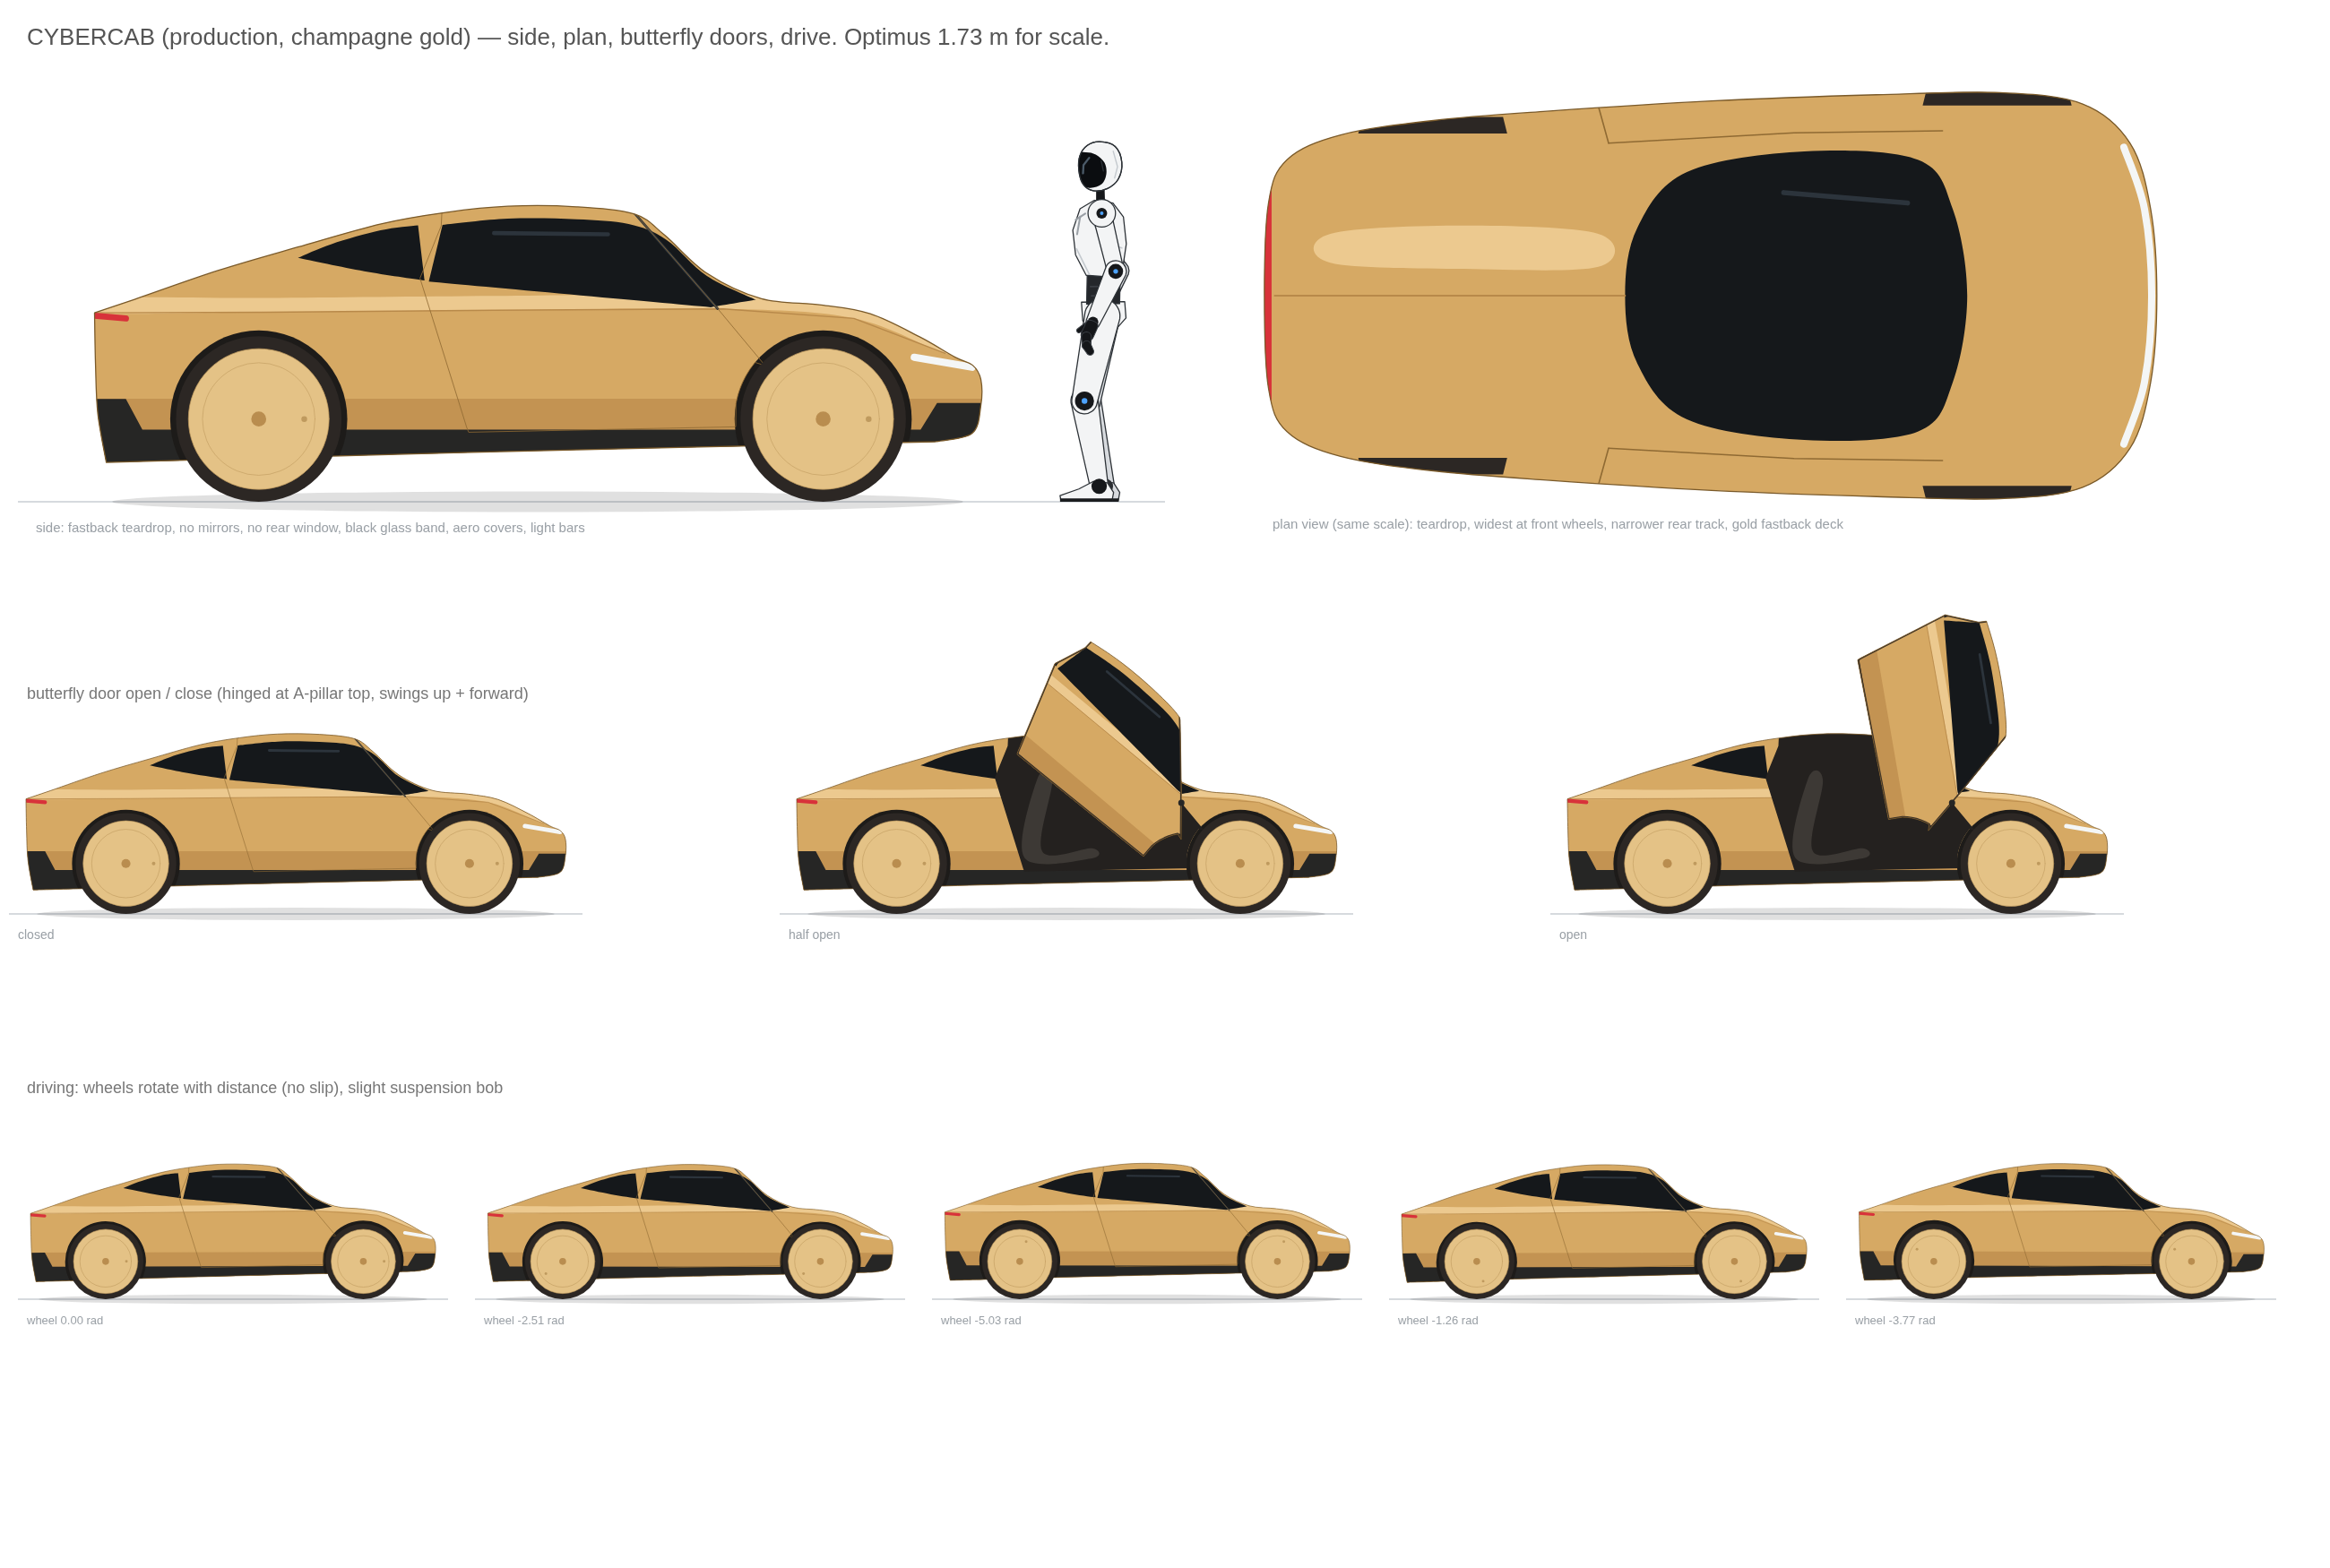 CYBERCAB (production, champagne gold) — side, plan, butterfly doors, drive. Optimus 1.73 m for scale.
side: fastback teardrop, no mirrors, no rear window, black glass band, aero covers, light bars
plan view (same scale): teardrop, widest at front wheels, narrower rear track, gold fastback deck
butterfly door open / close (hinged at A-pillar top, swings up + forward)
closed
half open
open
driving: wheels rotate with distance (no slip), slight suspension bob
wheel 0.00 rad
wheel -2.51 rad
wheel -5.03 rad
wheel -1.26 rad
wheel -3.77 rad